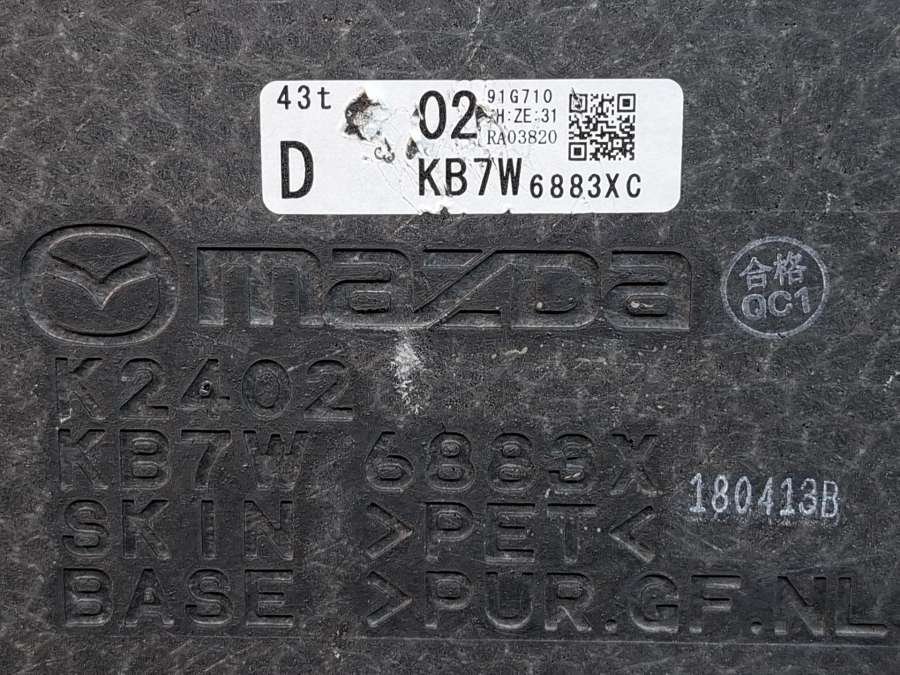 43t 02 91G710
H:ZE:31
RA03820
D KB7W 6883XC
mazda
合格
QC1
K2402
KB7W 6883X
180413B
SKIN >PET<
BASE >PUR.GF.NL